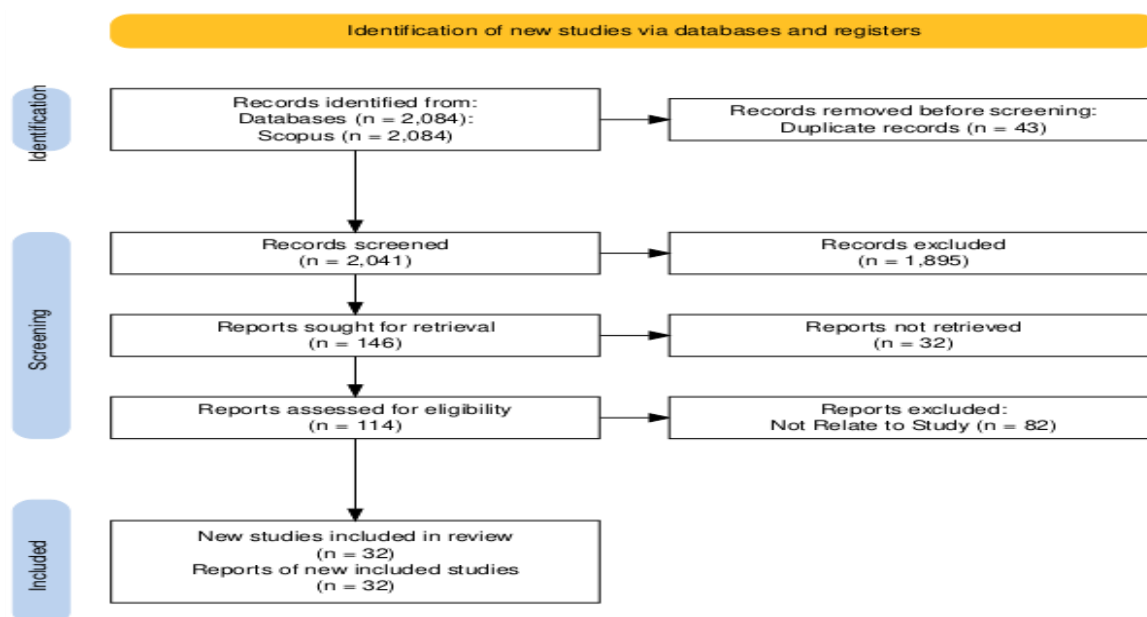 Identification of new studies via databases and registers
Identification
Records identified from:
Databases (n = 2,084):
Scopus (n = 2,084)
Records removed before screening:
Duplicate records (n = 43)
Screening
Records screened
(n = 2,041)
Records excluded
(n = 1,895)
Reports sought for retrieval
(n = 146)
Reports not retrieved
(n = 32)
Reports assessed for eligibility
(n = 114)
Reports excluded:
Not Relate to Study (n = 82)
Included
New studies included in review
(n = 32)
Reports of new included studies
(n = 32)